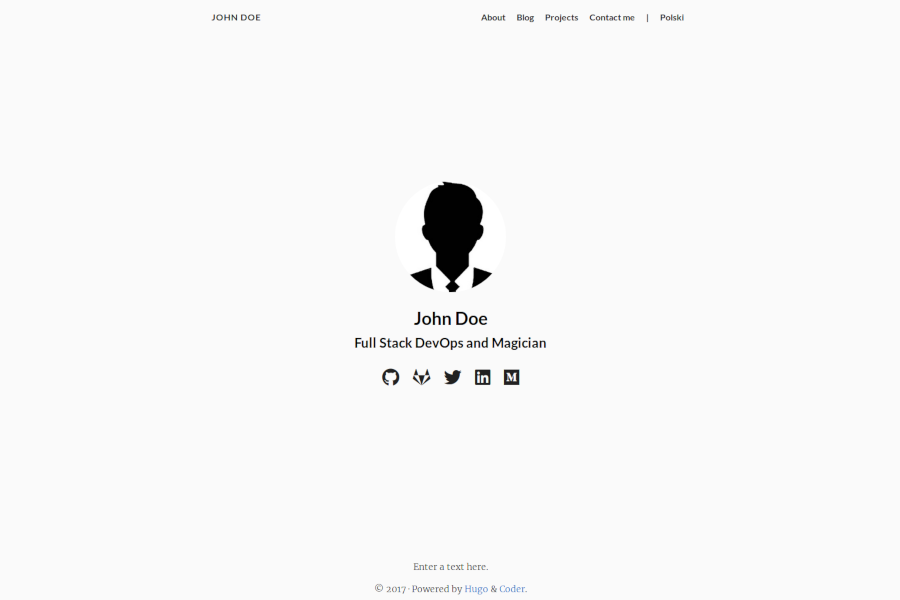 JOHN DOE
About Blog Projects Contact me | Polski
John Doe
Full Stack DevOps and Magician
in M
Enter a text here.
© 2017 · Powered by Hugo & Coder.